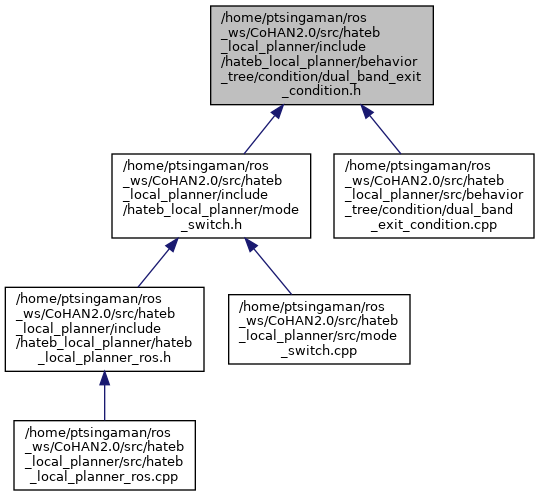 /home/ptsingaman/ros
_ws/CoHAN2.0/src/hateb
_local_planner/include
/hateb_local_planner/behavior
_tree/condition/dual_band_exit
_condition.h
/home/ptsingaman/ros
_ws/CoHAN2.0/src/hateb
_local_planner/include
/hateb_local_planner/mode
_switch.h
/home/ptsingaman/ros
_ws/CoHAN2.0/src/hateb
_local_planner/src/behavior
_tree/condition/dual_band
_exit_condition.cpp
/home/ptsingaman/ros
_ws/CoHAN2.0/src/hateb
_local_planner/include
/hateb_local_planner/hateb
_local_planner_ros.h
/home/ptsingaman/ros
_ws/CoHAN2.0/src/hateb
_local_planner/src/mode
_switch.cpp
/home/ptsingaman/ros
_ws/CoHAN2.0/src/hateb
_local_planner/src/hateb
_local_planner_ros.cpp